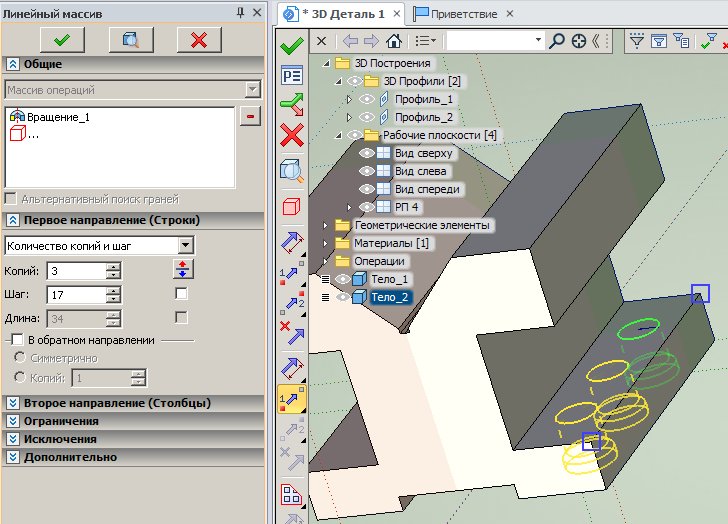 Линейный массив
Общие
Массив операций
Вращение_1
...
Альтернативный поиск граней
Первое направление (Строки)
Количество копий и шаг
Копий: 3
Шаг: 17
Длина: 34
В обратном направлении
Симметрично
Копий: 1
Второе направление (Столбцы)
Ограничения
Исключения
Дополнительно
* 3D Деталь 1
Приветствие
3D Построения
3D Профили [2]
Профиль_1
Профиль_2
Рабочие плоскости [4]
Вид сверху
Вид слева
Вид спереди
РП 4
Геометрические элементы
Материалы [1]
Операции
Тело_1
Тело_2